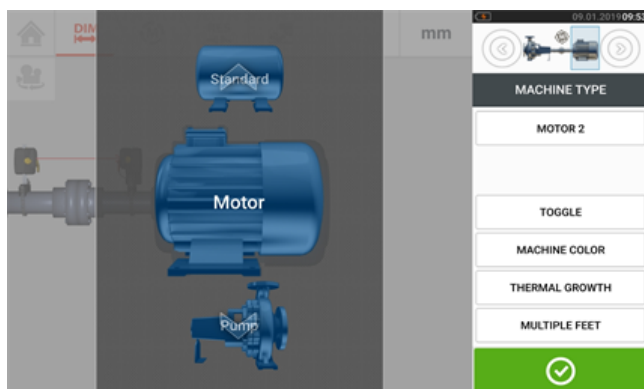 DIM
mm
Standard
Motor
Pump
09.01.2019 09:53
MACHINE TYPE
MOTOR 2
TOGGLE
MACHINE COLOR
THERMAL GROWTH
MULTIPLE FEET